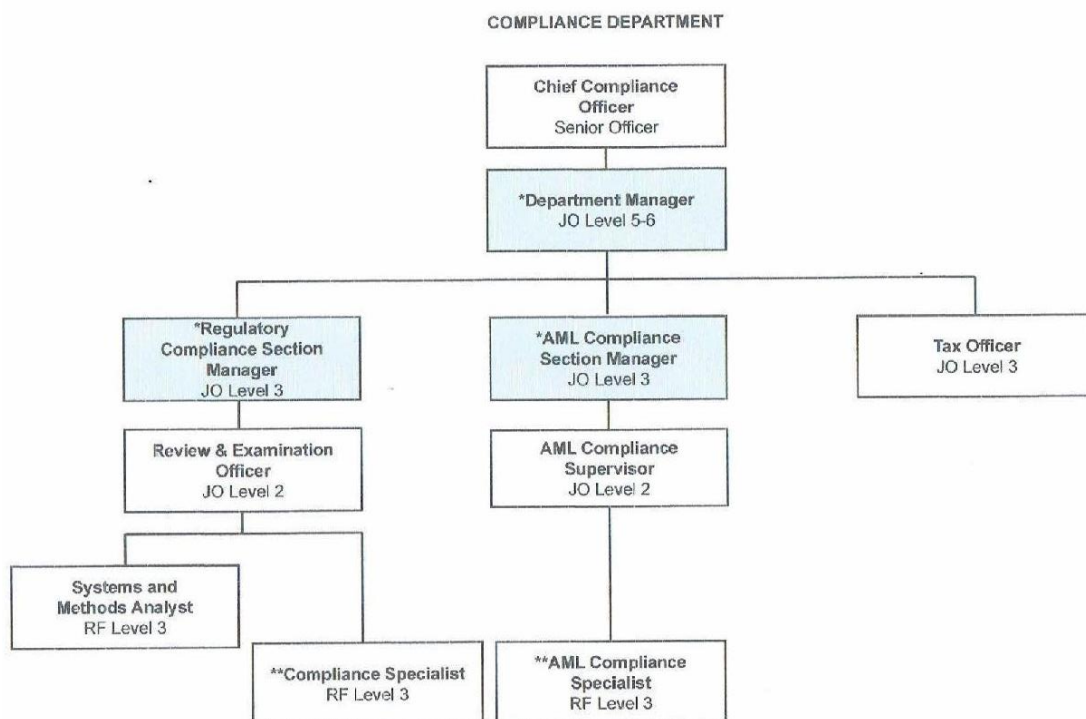 COMPLIANCE DEPARTMENT
Chief Compliance
Officer
Senior Officer
*Department Manager
JO Level 5-6
*Regulatory
Compliance Section
Manager
JO Level 3
*AML Compliance
Section Manager
JO Level 3
Tax Officer
JO Level 3
Review & Examination
Officer
JO Level 2
AML Compliance
Supervisor
JO Level 2
Systems and
Methods Analyst
RF Level 3
**Compliance Specialist
RF Level 3
**AML Compliance
Specialist
RF Level 3